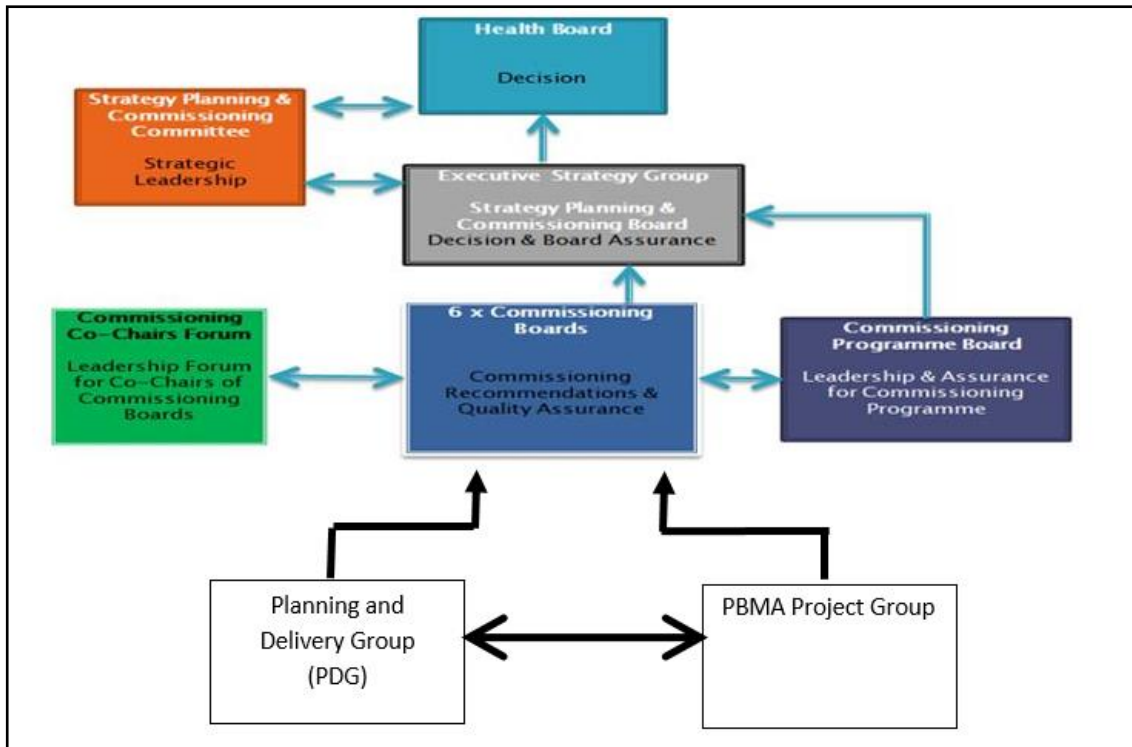 Health Board
Decision
Strategy Planning &
Commissioning
Committee
Strategic
Leadership
Executive Strategy Group
Strategy Planning &
Commissioning Board
Decision & Board Assurance
Commissioning
Co-Chairs Forum
Leadership Forum
for Co-Chairs of
Commissioning
Boards
6 x Commissioning
Boards
Commissioning
Recommendations &
Quality Assurance
Commissioning
Programme Board
Leadership & Assurance
for Commissioning
Programme
Planning and
Delivery Group
(PDG)
PBMA Project Group